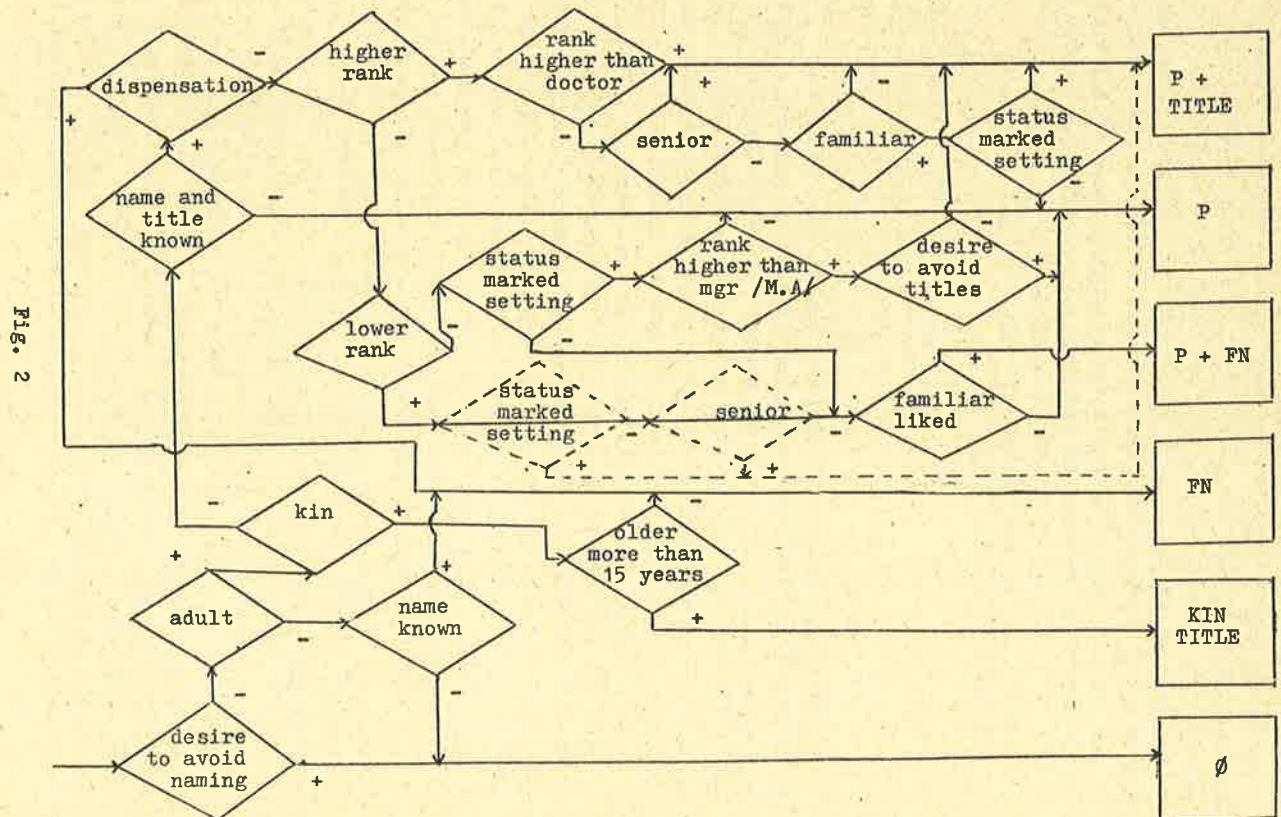 dispensation
-
higher
rank
+
rank
higher than
doctor
+
P +
TITLE
+
+
-
-
senior
+
-
familiar
-
+
status
marked
setting
+
-
name and
title
known
-
P
status
marked
setting
+
-
rank
higher than
mgr /M.A/
-
+
desire
to avoid
titles
-
+
lower
rank
-
+
P + FN
status
marked
setting
-
+
senior
-
+
familiar
liked
+
-
Fig. 2
FN
kin
-
+
older
more than
15 years
-
+
KIN
TITLE
adult
+
-
name
known
+
-
desire
to avoid
naming
-
+
ø